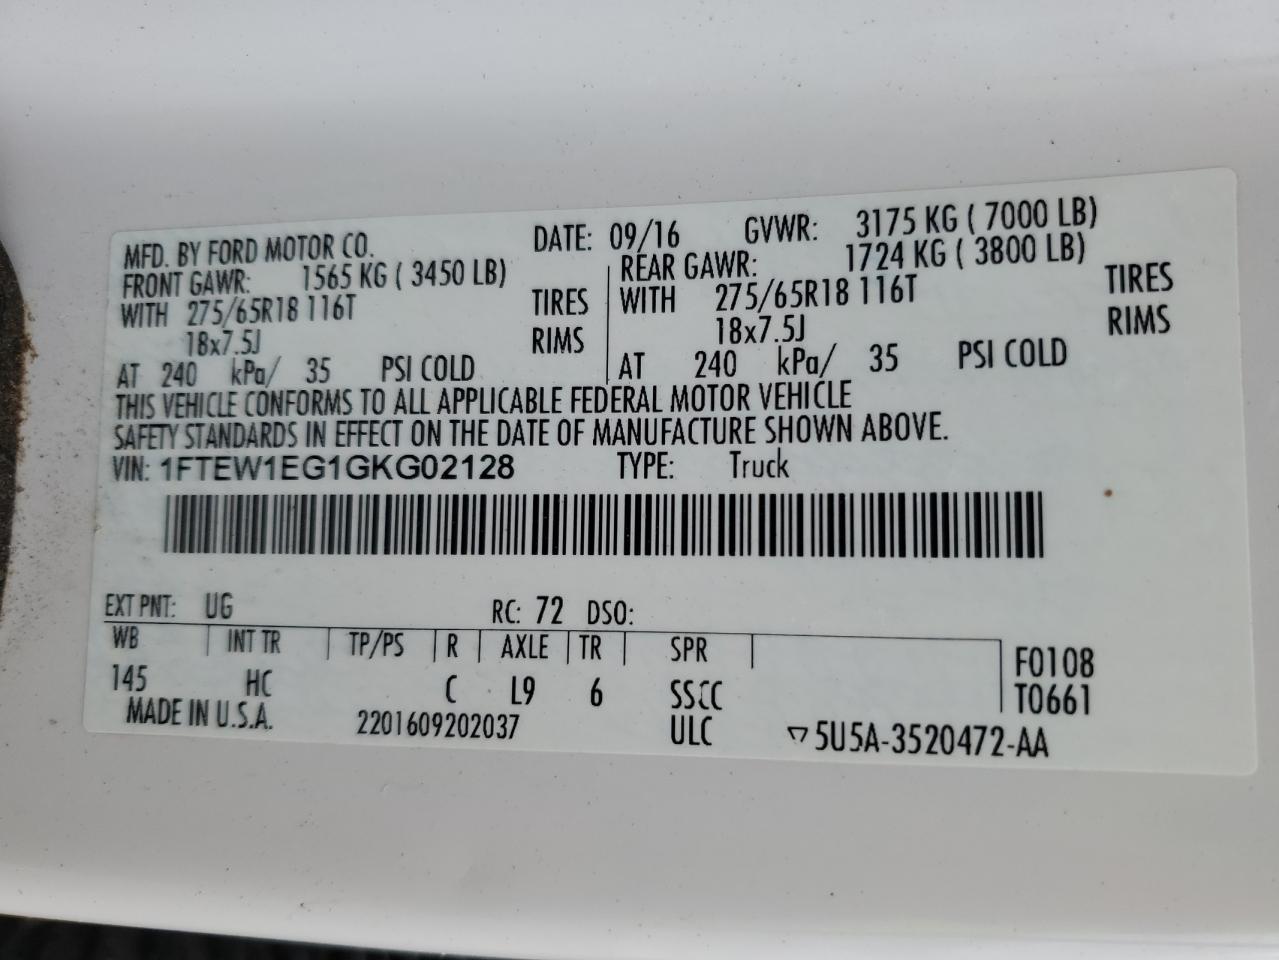 MFD. BY FORD MOTOR CO. DATE: 09/16 GVWR: 3175 KG ( 7000 LB)
FRONT GAWR: 1565 KG ( 3450 LB) REAR GAWR: 1724 KG ( 3800 LB)
WITH 275/65R18 116T TIRES WITH 275/65R18 116T TIRES
18x7.5J RIMS 18x7.5J RIMS
AT 240 kPa/ 35 PSI COLD AT 240 kPa/ 35 PSI COLD
THIS VEHICLE CONFORMS TO ALL APPLICABLE FEDERAL MOTOR VEHICLE
SAFETY STANDARDS IN EFFECT ON THE DATE OF MANUFACTURE SHOWN ABOVE.
VIN: 1FTEW1EG1GKG02128 TYPE: Truck
EXT PNT: UG RC: 72 DSO:
WB INT TR TP/PS R AXLE TR SPR F0108
145 HC C L9 6 SSCC T0661
MADE IN U.S.A. 2201609202037 ULC ▽5U5A-3520472-AA